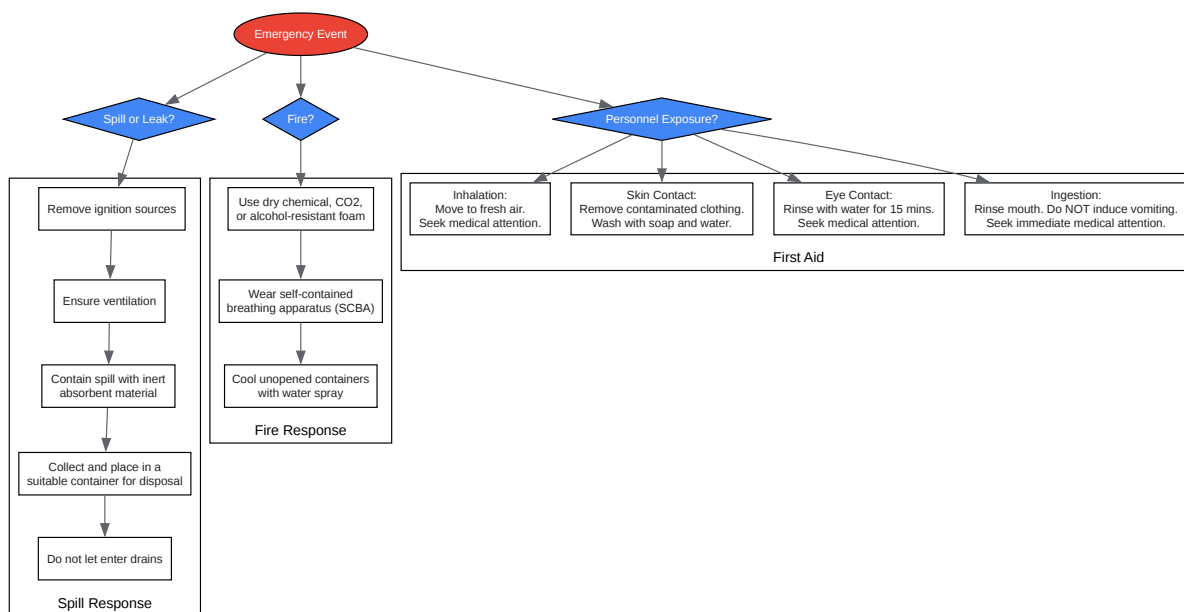 Emergency Event
Spill or Leak?
Fire?
Personnel Exposure?
Remove ignition sources
Ensure ventilation
Contain spill with inert
absorbent material
Collect and place in a
suitable container for disposal
Do not let enter drains
Spill Response
Use dry chemical, CO2,
or alcohol-resistant foam
Wear self-contained
breathing apparatus (SCBA)
Cool unopened containers
with water spray
Fire Response
Inhalation:
Move to fresh air.
Seek medical attention.
Skin Contact:
Remove contaminated clothing.
Wash with soap and water.
Eye Contact:
Rinse with water for 15 mins.
Seek medical attention.
Ingestion:
Rinse mouth. Do NOT induce vomiting.
Seek immediate medical attention.
First Aid